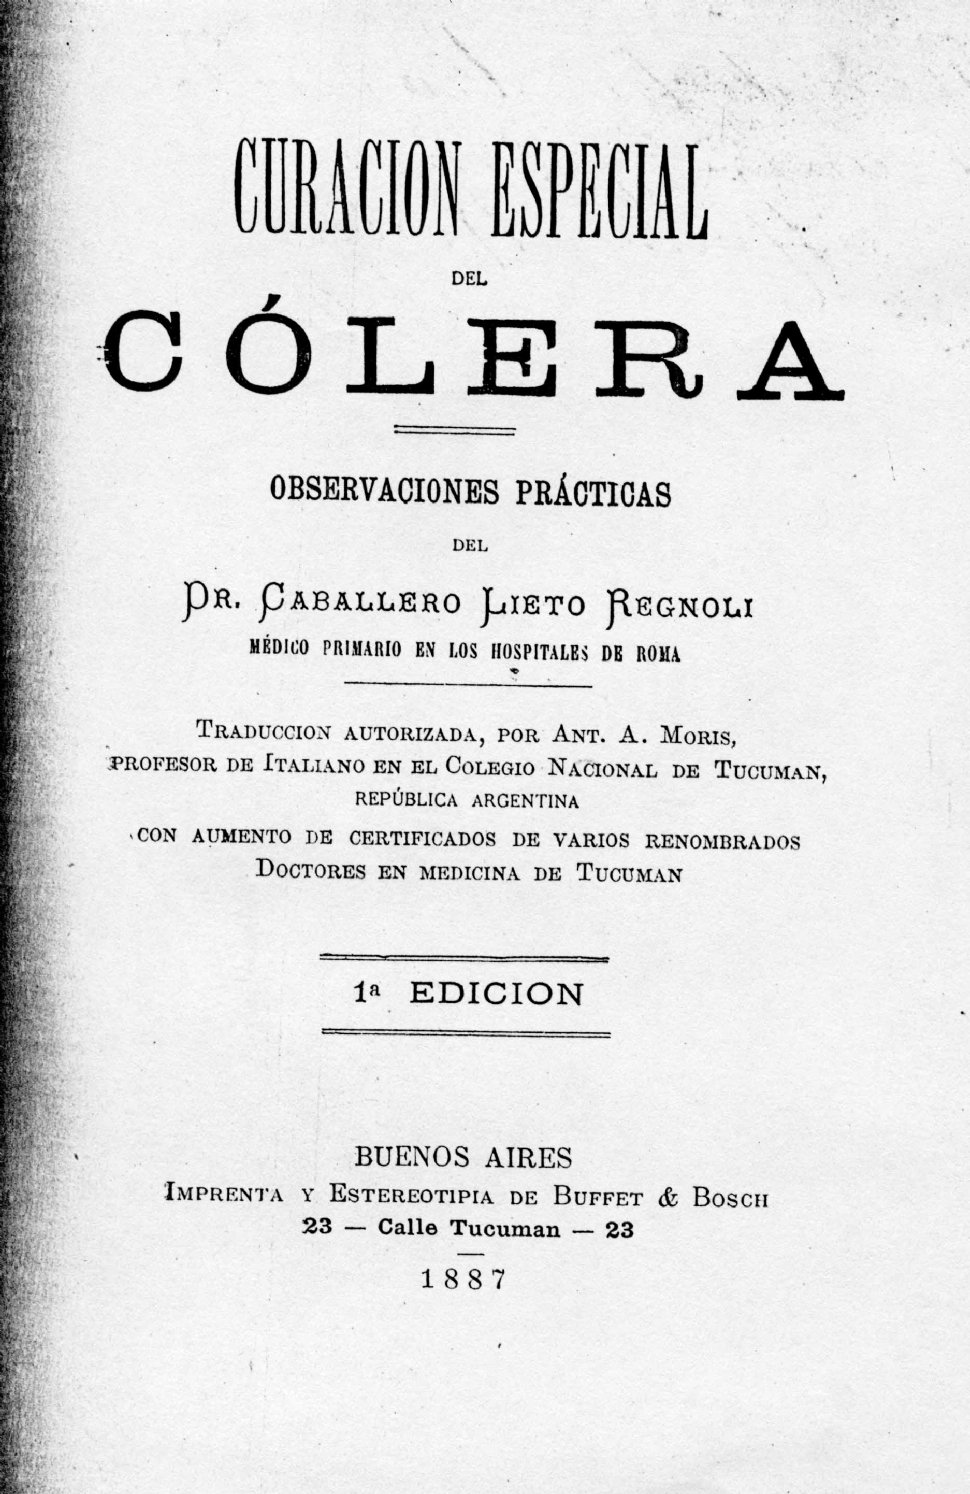 CURACION ESPECIAL
DEL
CÓLERA
OBSERVACIONES PRÁCTICAS
DEL
DR. CABALLERO LIETO REGNOLI
MÉDICO PRIMARIO EN LOS HOSPITALES DE ROMA
TRADUCCION AUTORIZADA, POR ANT. A. MORIS,
PROFESOR DE ITALIANO EN EL COLEGIO NACIONAL DE TUCUMAN,
REPÚBLICA ARGENTINA
CON AUMENTO DE CERTIFICADOS DE VARIOS RENOMBRADOS
DOCTORES EN MEDICINA DE TUCUMAN
1ª EDICION
BUENOS AIRES
IMPRENTA Y ESTEREOTIPIA DE BUFFET & BOSCH
23 — Calle Tucuman — 23
1887